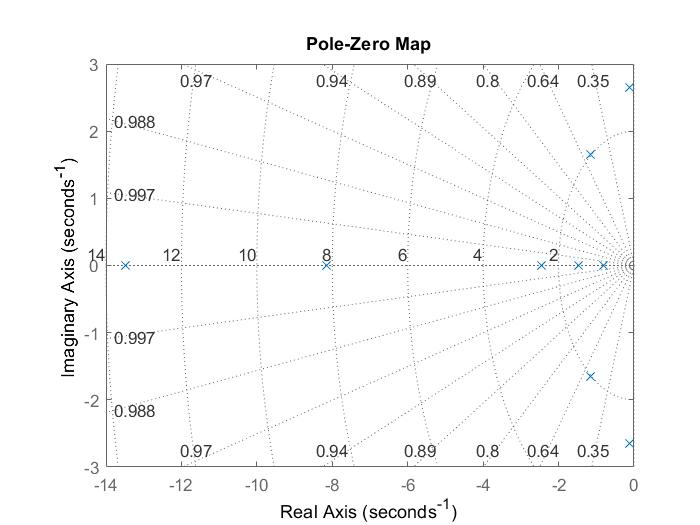 Pole-Zero Map
3
0.97 0.94 0.89 0.8 0.64 0.35
0.988
2
0.997
1
14 12 10 8 6 4 2
0
0.997
-1
0.988
-2
0.97 0.94 0.89 0.8 0.64 0.35
-3
-14 -12 -10 -8 -6 -4 -2 0
Real Axis (seconds-1)
Imaginary Axis (seconds-1)